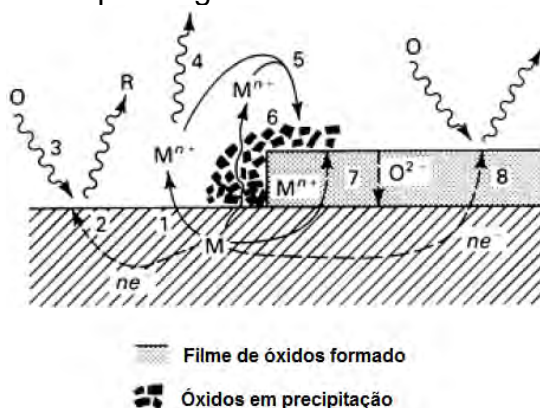 O
R
3
4
5
Mⁿ⁺
6
Mⁿ⁺
O
2
1
M
Mⁿ⁺
7
O²⁻
8
ne⁻
ne⁻
Filme de óxidos formado
Óxidos em precipitação